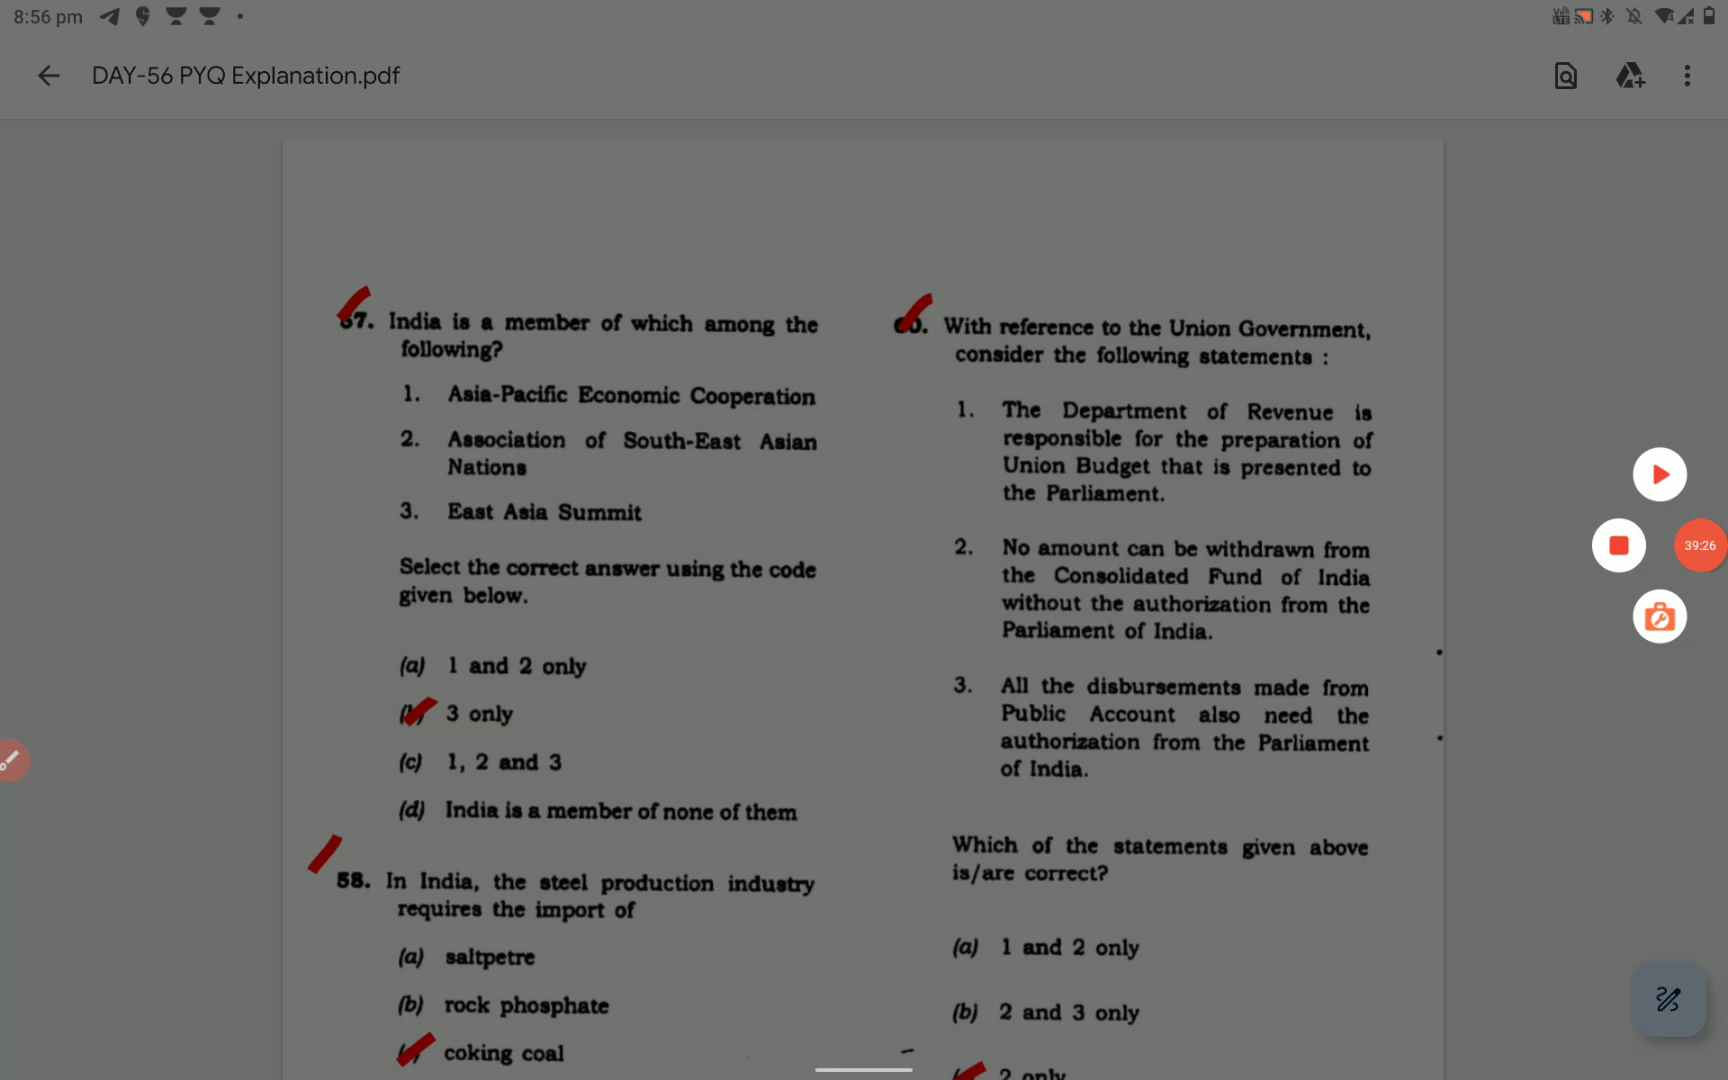 8:56 pm
DAY-56 PYQ Explanation.pdf
57. India is a member of which among the
following?
1. Asia-Pacific Economic Cooperation
2. Association of South-East Asian
Nations
3. East Asia Summit
Select the correct answer using the code
given below.
(a) 1 and 2 only
(b) 3 only
(c) 1, 2 and 3
(d) India is a member of none of them
58. In India, the steel production industry
requires the import of
(a) saltpetre
(b) rock phosphate
coking coal
60. With reference to the Union Government,
consider the following statements :
1. The Department of Revenue is
responsible for the preparation of
Union Budget that is presented to
the Parliament.
2. No amount can be withdrawn from
the Consolidated Fund of India
without the authorization from the
Parliament of India.
3. All the disbursements made from
Public Account also need the
authorization from the Parliament
of India.
Which of the statements given above
is/are correct?
(a) 1 and 2 only
(b) 2 and 3 only
2 only
39:26